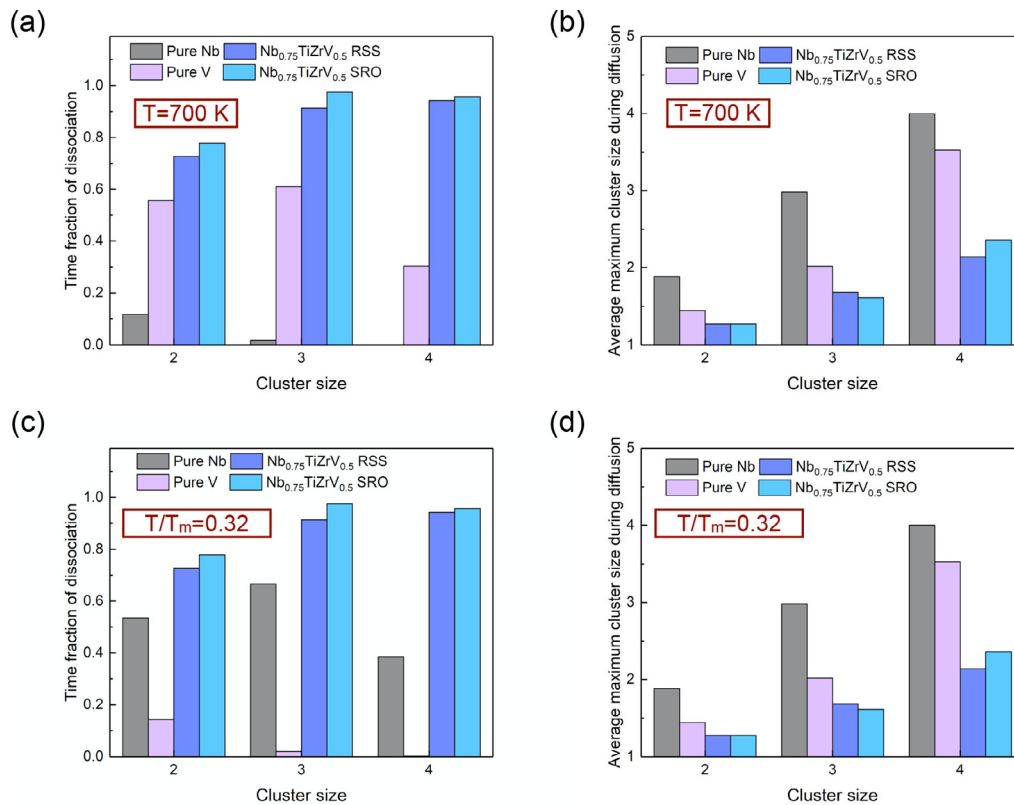 (a)
Pure Nb
Nb0.75TiZrV0.5 RSS
Pure V
Nb0.75TiZrV0.5 SRO
T=700 K
Time fraction of dissociation
1.0
0.8
0.6
0.4
0.2
0.0
2
3
4
Cluster size
(b)
Pure Nb
Nb0.75TiZrV0.5 RSS
Pure V
Nb0.75TiZrV0.5 SRO
T=700 K
Average maximum cluster size during diffusion
5
4
3
2
1
2
3
4
Cluster size
(c)
Pure Nb
Nb0.75TiZrV0.5 RSS
Pure V
Nb0.75TiZrV0.5 SRO
T/Tm=0.32
Time fraction of dissociation
1.0
0.8
0.6
0.4
0.2
0.0
2
3
4
Cluster size
(d)
Pure Nb
Nb0.75TiZrV0.5 RSS
Pure V
Nb0.75TiZrV0.5 SRO
T/Tm=0.32
Average maximum cluster size during diffusion
5
4
3
2
1
2
3
4
Cluster size